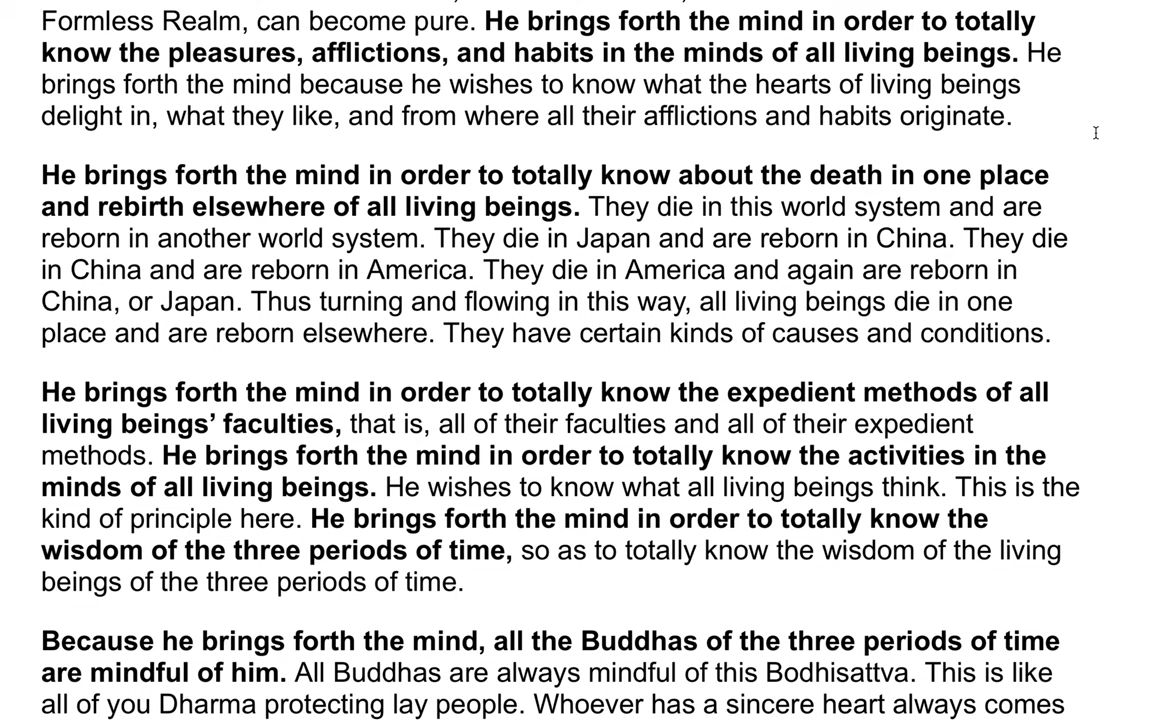 Formless Realm, can become pure. He brings forth the mind in order to totally
know the pleasures, afflictions, and habits in the minds of all living beings. He
brings forth the mind because he wishes to know what the hearts of living beings
delight in, what they like, and from where all their afflictions and habits originate.
He brings forth the mind in order to totally know about the death in one place
and rebirth elsewhere of all living beings. They die in this world system and are
reborn in another world system. They die in Japan and are reborn in China. They die
in China and are reborn in America. They die in America and again are reborn in
China, or Japan. Thus turning and flowing in this way, all living beings die in one
place and are reborn elsewhere. They have certain kinds of causes and conditions.
He brings forth the mind in order to totally know the expedient methods of all
living beings’ faculties, that is, all of their faculties and all of their expedient
methods. He brings forth the mind in order to totally know the activities in the
minds of all living beings. He wishes to know what all living beings think. This is the
kind of principle here. He brings forth the mind in order to totally know the
wisdom of the three periods of time, so as to totally know the wisdom of the living
beings of the three periods of time.
Because he brings forth the mind, all the Buddhas of the three periods of time
are mindful of him. All Buddhas are always mindful of this Bodhisattva. This is like
all of you Dharma protecting lay people. Whoever has a sincere heart always comes